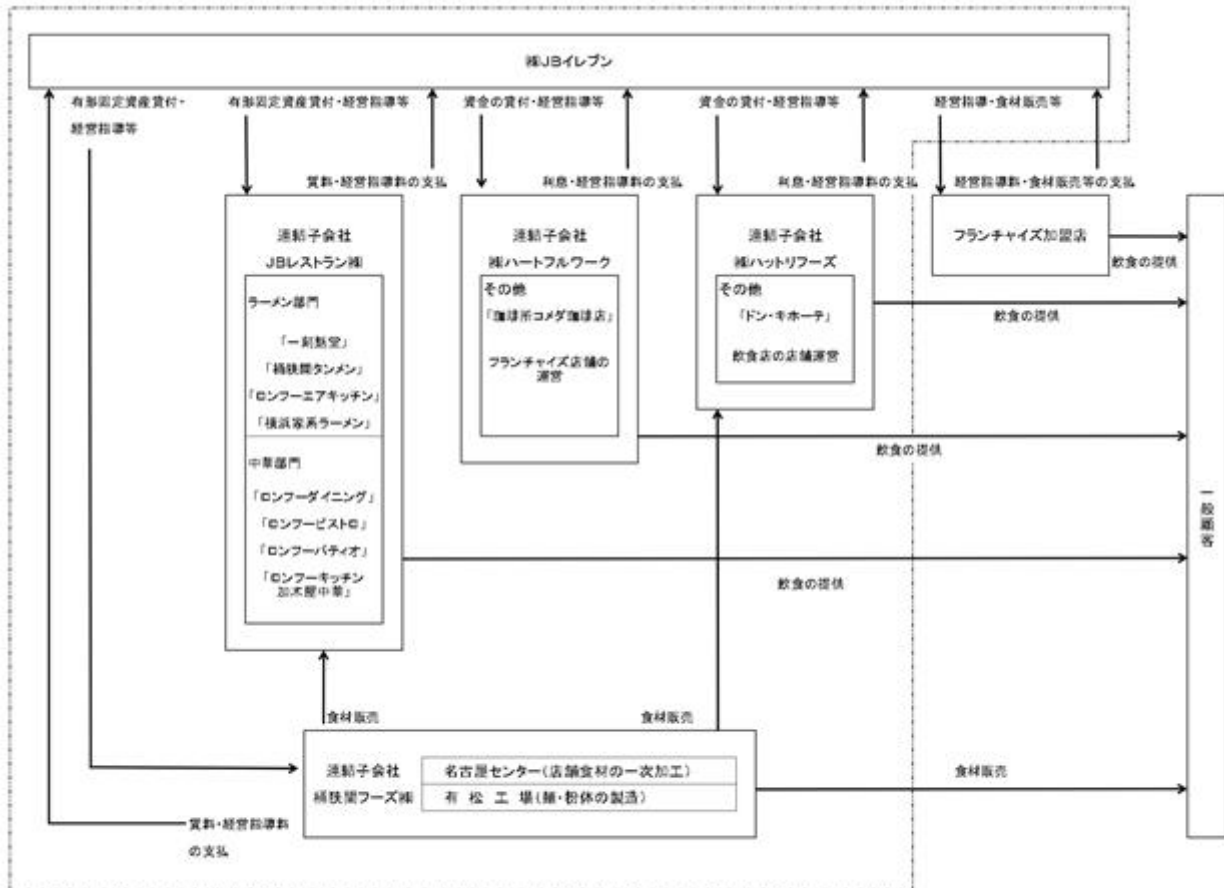 ㈱JBイレブン
有形固定資産貸付・
経営指導等
有形固定資産貸付・経営指導等
資金の貸付・経営指導等
資金の貸付・経営指導等
経営指導・食材販売等
賃料・経営指導料の支払
利息・経営指導料の支払
利息・経営指導料の支払
経営指導料・食材販売等の支払
連結子会社
JBレストラン㈱
ラーメン部門
「一刻魁堂」
「桶狭間タンメン」
「ロンフーエアキッチン」
「横浜家系ラーメン」
中華部門
「ロンフーダイニング」
「ロンフービストロ」
「ロンフーパティオ」
「ロンフーキッチン
加木屋中華」
連結子会社
㈱ハートフルワーク
その他
「珈琲所コメダ珈琲店」
フランチャイズ店舗の
運営
連結子会社
㈱ハットリフーズ
その他
「ドン・キホーテ」
飲食店の店舗運営
フランチャイズ加盟店
飲食の提供
飲食の提供
飲食の提供
飲食の提供
一般顧客
食材販売
食材販売
連結子会社
桶狭間フーズ㈱
名古屋センター(店舗食材の一次加工)
有 松 工 場(麺・粉体の製造)
食材販売
賃料・経営指導料
の支払